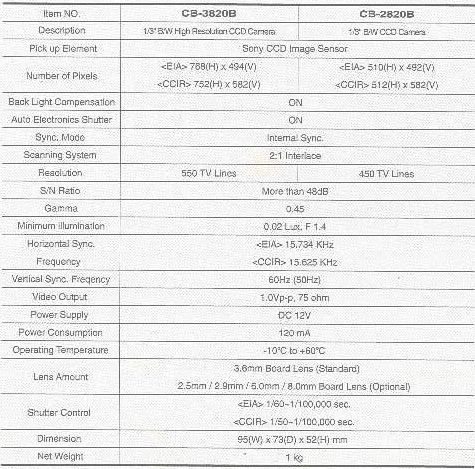 Item NO. CB-3820B CB-2820B
Description 1/3" B/W High Resolution CCD Camera 1/3" B/W CCD Camera
Pick up Element Sony CCD Image Sensor
Number of Pixels <EIA> 768(H) x 494(V) <EIA> 510(H) x 492(V)
<CCIR> 752(H) x 582(V) <CCIR> 512(H) x 582(V)
Back Light Compensation ON
Auto Electronics Shutter ON
Sync. Mode Internal Sync.
Scanning System 2:1 Interlace
Resolution 550 TV Lines 450 TV Lines
S/N Ratio More than 48dB
Gamma 0.45
Minimum Illumination 0.02 Lux, F 1.4
Horizontal Sync. <EIA> 15.734 KHz
Frequency <CCIR> 15.625 KHz
Vertical Sync. Freqency 60Hz (50Hz)
Video Output 1.0Vp-p, 75 ohm
Power Supply DC 12V
Power Consumption 120 mA
Operating Temperature -10°C to +60°C
Lens Amount 3.6mm Board Lens (Standard)
2.5mm / 2.9mm / 6.0mm / 8.0mm Board Lens (Optional)
Shutter Control <EIA> 1/60~1/100,000 sec.
<CCIR> 1/50~1/100,000 sec.
Dimension 95(W) x 73(D) x 52(H) mm
Net Weight 1 kg